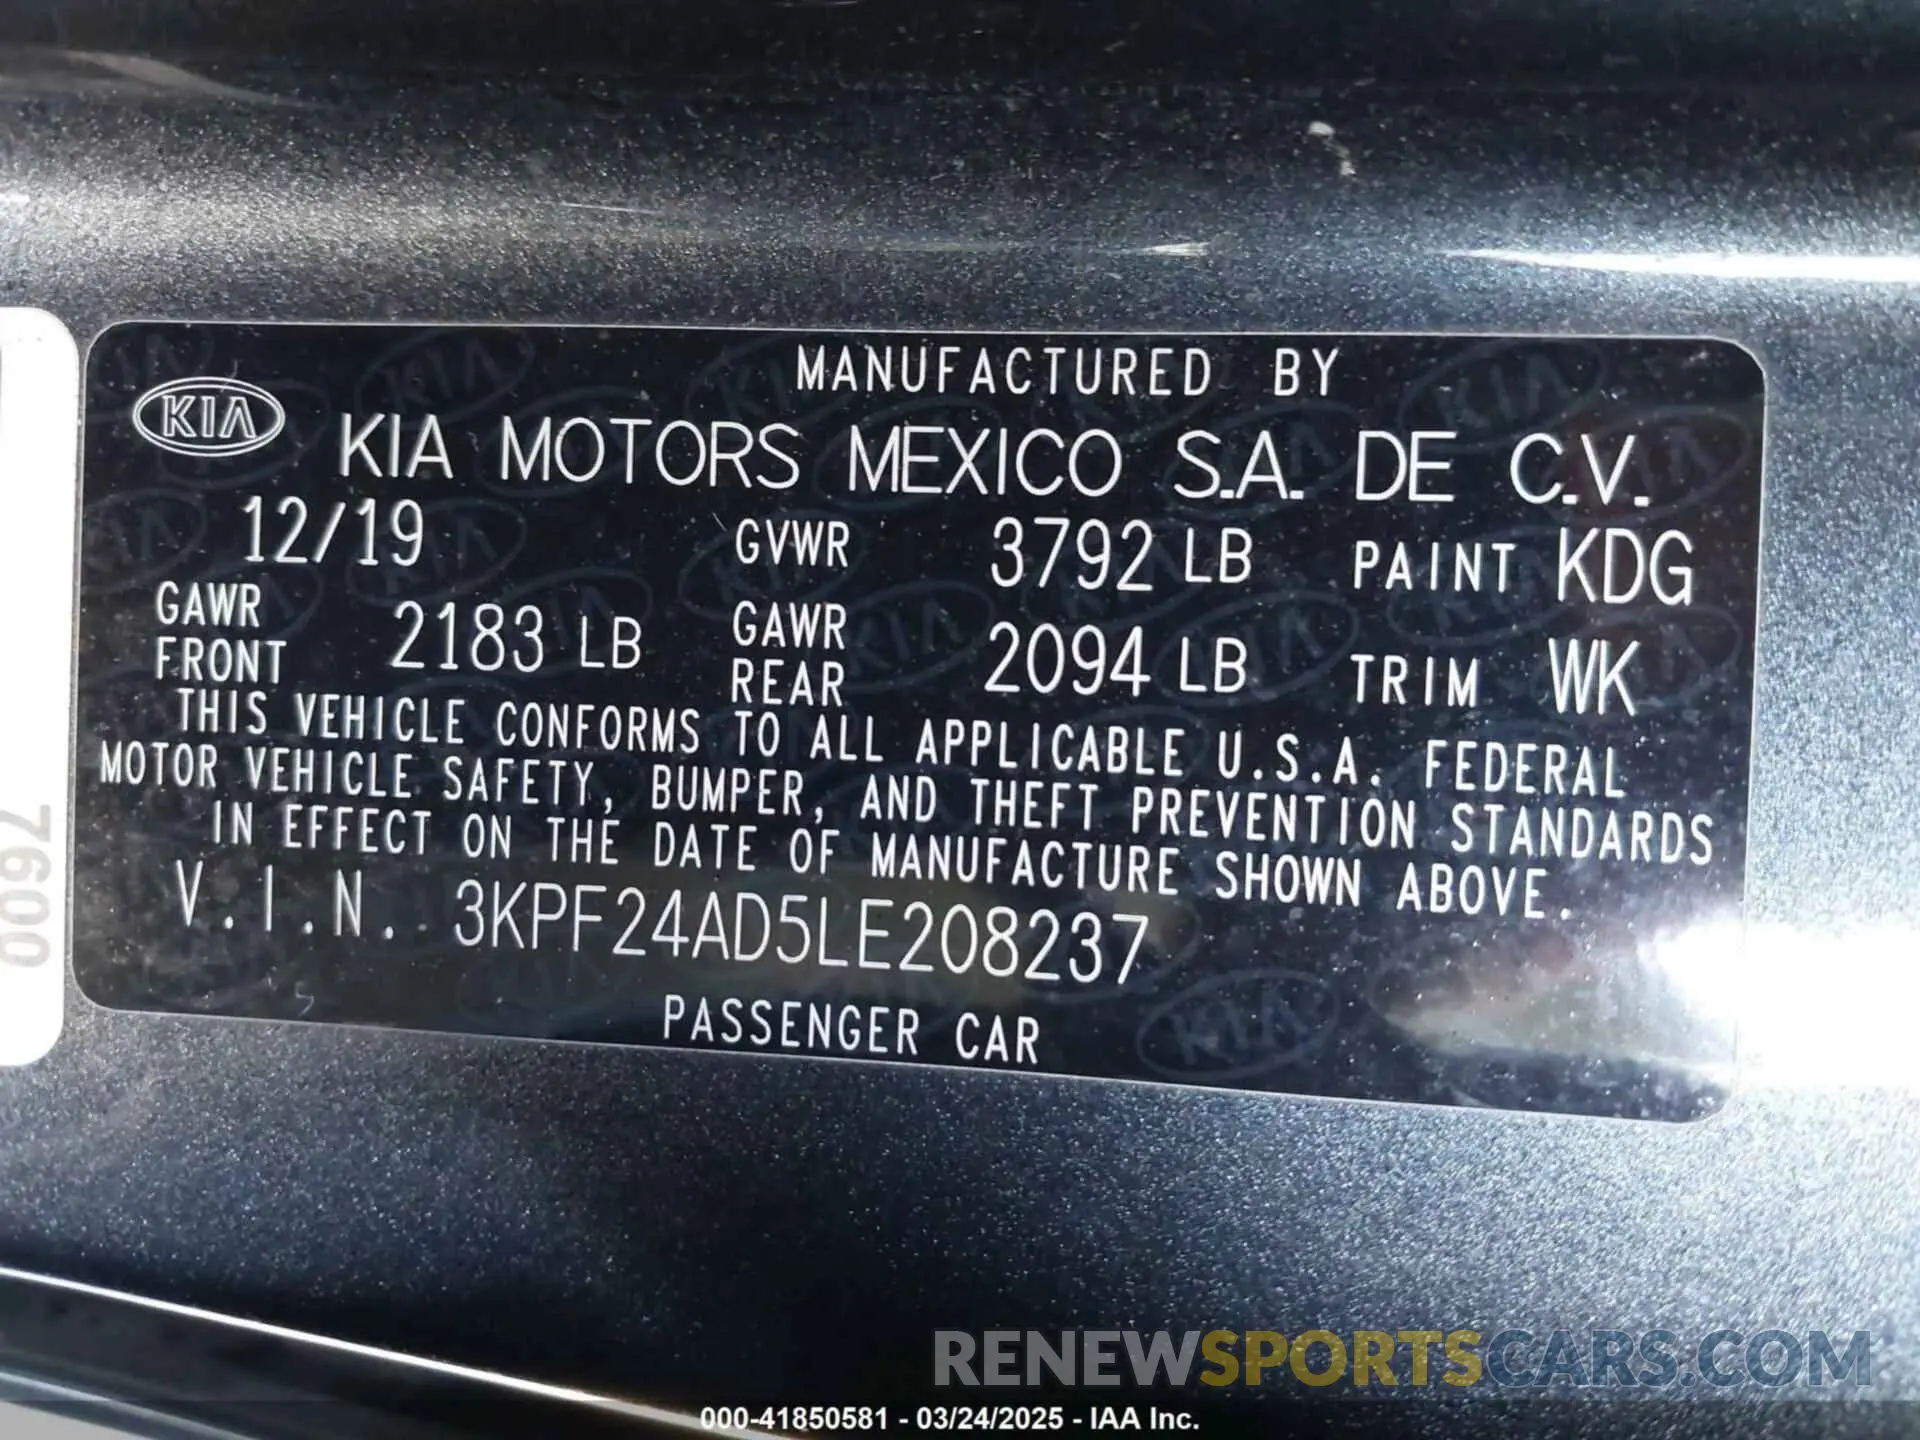 MANUFACTURED BY
KIA KIA MOTORS MEXICO S.A. DE C.V.
12/19 GVWR 3792 LB PAINT KDG
GAWR FRONT 2183 LB GAWR REAR 2094 LB TRIM WK
THIS VEHICLE CONFORMS TO ALL APPLICABLE U.S.A. FEDERAL
MOTOR VEHICLE SAFETY, BUMPER, AND THEFT PREVENTION STANDARDS
IN EFFECT ON THE DATE OF MANUFACTURE SHOWN ABOVE.
V.I.N. 3KPF24AD5LE208237
PASSENGER CAR
0092
RENEWSPORTSCARS.COM
000-41850581 - 03/24/2025 - IAA Inc.